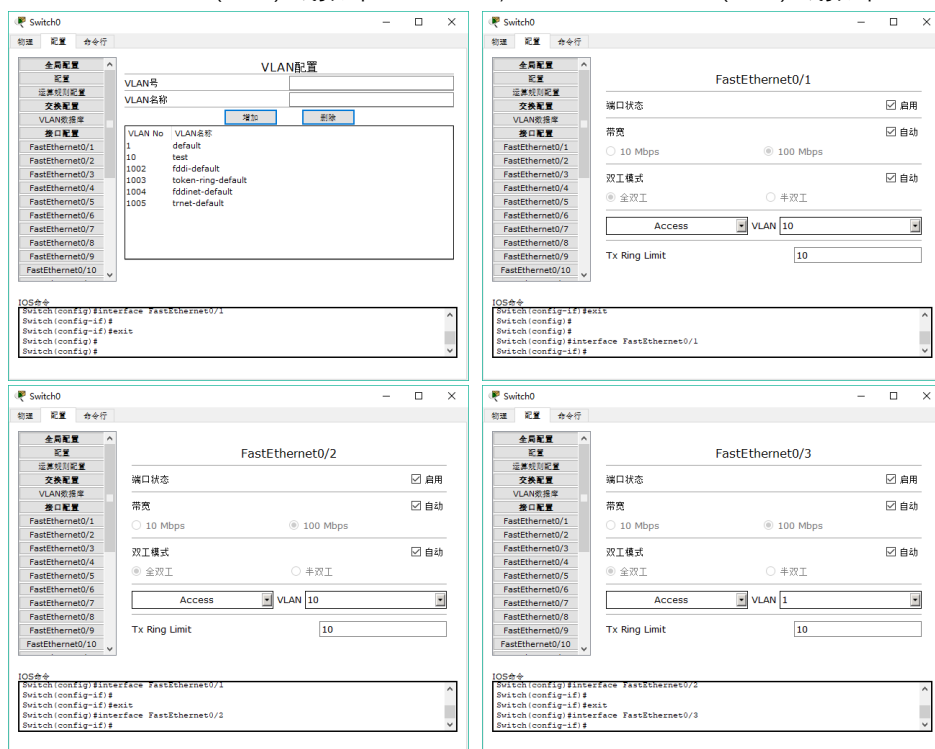 Switch0
物理 配置 命令行
全局配置
配置
运算规则配置
交换配置
VLAN数据库
接口配置
FastEthernet0/1
FastEthernet0/2
FastEthernet0/3
FastEthernet0/4
FastEthernet0/5
FastEthernet0/6
FastEthernet0/7
FastEthernet0/8
FastEthernet0/9
FastEthernet0/10
VLAN配置
VLAN号
VLAN名称
增加 删除
VLAN No VLAN名称
1 default
10 test
1002 fddi-default
1003 token-ring-default
1004 fddinet-default
1005 trnet-default
IOS命令
Switch(config)#interface FastEthernet0/1
Switch(config-if)#
Switch(config-if)#exit
Switch(config)#
Switch(config)#
Switch0
物理 配置 命令行
全局配置
配置
运算规则配置
交换配置
VLAN数据库
接口配置
FastEthernet0/1
FastEthernet0/2
FastEthernet0/3
FastEthernet0/4
FastEthernet0/5
FastEthernet0/6
FastEthernet0/7
FastEthernet0/8
FastEthernet0/9
FastEthernet0/10
FastEthernet0/1
端口状态 启用
带宽 自动
10 Mbps 100 Mbps
双工模式 自动
全双工 半双工
Access VLAN 10
Tx Ring Limit 10
IOS命令
Switch(config-if)#exit
Switch(config)#
Switch(config)#
Switch(config)#interface FastEthernet0/1
Switch(config-if)#
Switch0
物理 配置 命令行
全局配置
配置
运算规则配置
交换配置
VLAN数据库
接口配置
FastEthernet0/1
FastEthernet0/2
FastEthernet0/3
FastEthernet0/4
FastEthernet0/5
FastEthernet0/6
FastEthernet0/7
FastEthernet0/8
FastEthernet0/9
FastEthernet0/10
FastEthernet0/2
端口状态 启用
带宽 自动
10 Mbps 100 Mbps
双工模式 自动
全双工 半双工
Access VLAN 10
Tx Ring Limit 10
IOS命令
Switch(config)#interface FastEthernet0/1
Switch(config-if)#
Switch(config-if)#exit
Switch(config)#interface FastEthernet0/2
Switch(config-if)#
Switch0
物理 配置 命令行
全局配置
配置
运算规则配置
交换配置
VLAN数据库
接口配置
FastEthernet0/1
FastEthernet0/2
FastEthernet0/3
FastEthernet0/4
FastEthernet0/5
FastEthernet0/6
FastEthernet0/7
FastEthernet0/8
FastEthernet0/9
FastEthernet0/10
FastEthernet0/3
端口状态 启用
带宽 自动
10 Mbps 100 Mbps
双工模式 自动
全双工 半双工
Access VLAN 1
Tx Ring Limit 10
IOS命令
Switch(config)#interface FastEthernet0/2
Switch(config-if)#
Switch(config-if)#exit
Switch(config)#interface FastEthernet0/3
Switch(config-if)#